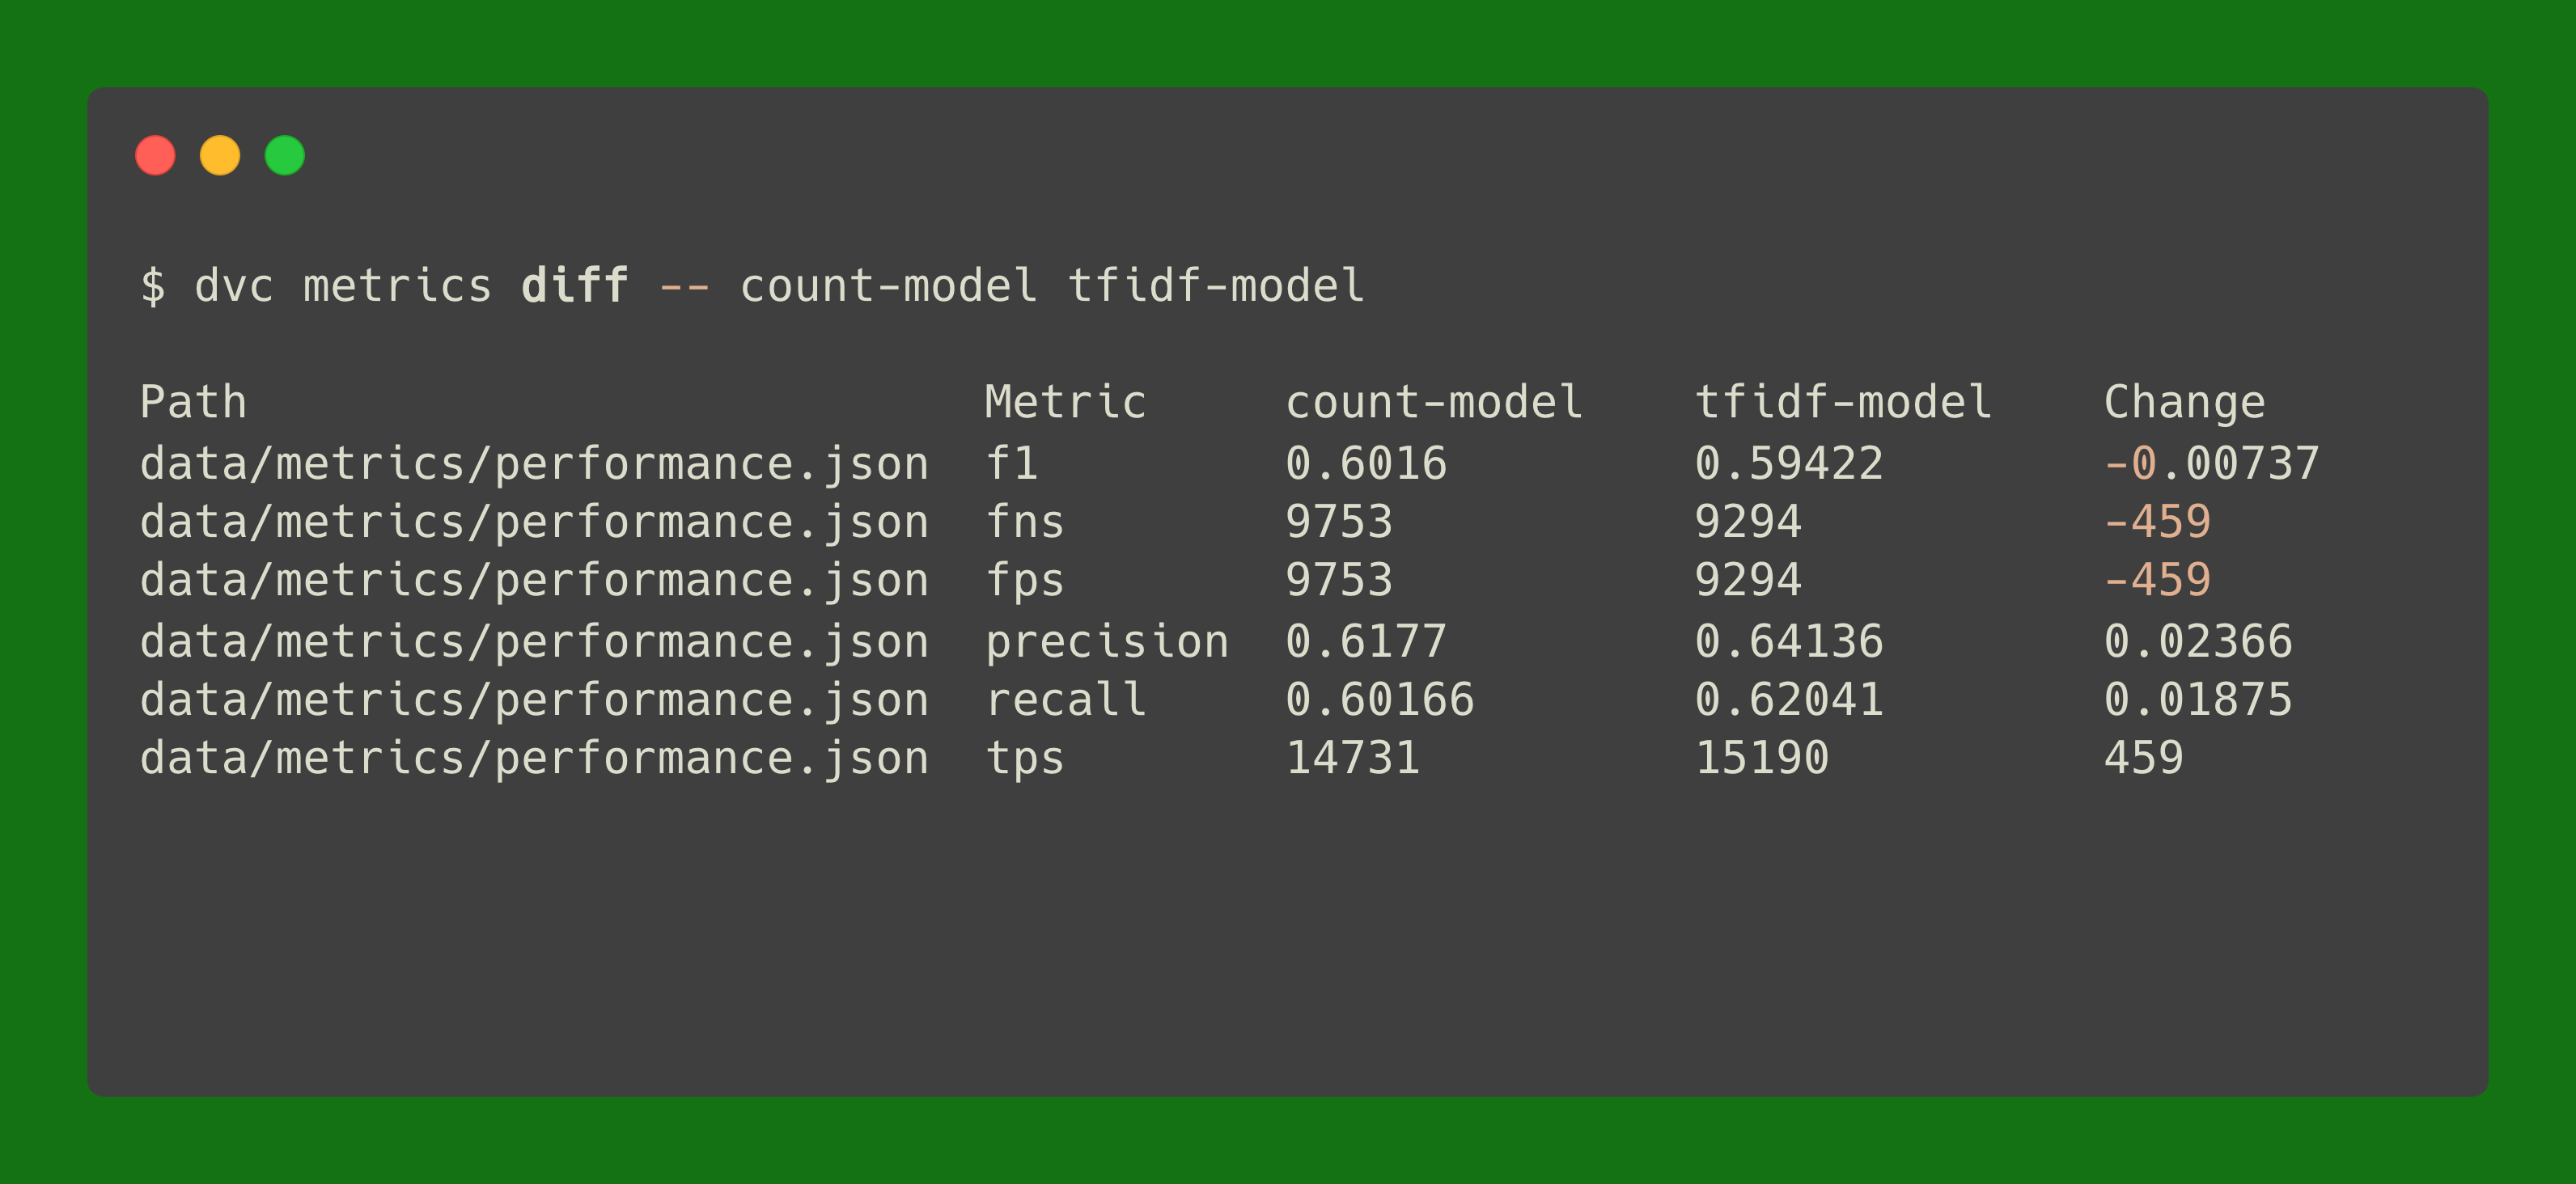 $ dvc metrics diff -- count-model tfidf-model
Path Metric count-model tfidf-model Change
data/metrics/performance.json f1 0.6016 0.59422 -0.00737
data/metrics/performance.json fns 9753 9294 -459
data/metrics/performance.json fps 9753 9294 -459
data/metrics/performance.json precision 0.6177 0.64136 0.02366
data/metrics/performance.json recall 0.60166 0.62041 0.01875
data/metrics/performance.json tps 14731 15190 459